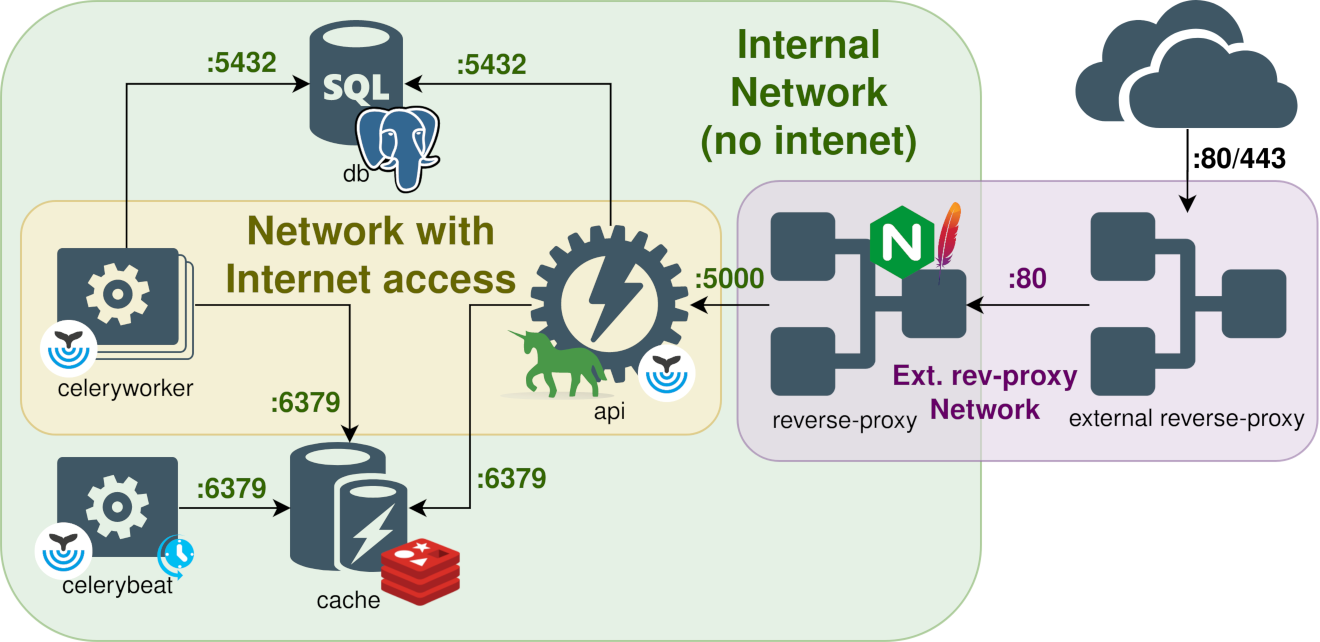 :5432
:5432
SQL
db
Internal
Network
(no intenet)
:80/443
Network with
Internet access
celeryworker
:6379
api
:5000
N
:80
Ext. rev-proxy
Network
reverse-proxy
external reverse-proxy
:6379
:6379
celerybeat
cache